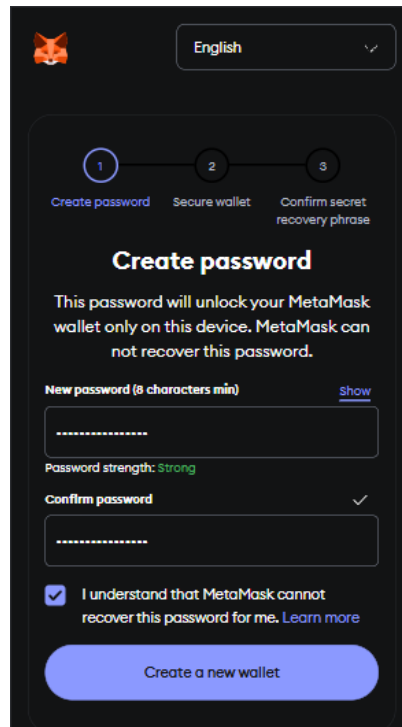 English
1
2
3
Create password
Secure wallet
Confirm secret
recovery phrase
Create password
This password will unlock your MetaMask
wallet only on this device. MetaMask can
not recover this password.
New password (8 characters min)
Show
Password strength: Strong
Confirm password
I understand that MetaMask cannot
recover this password for me. Learn more
Create a new wallet